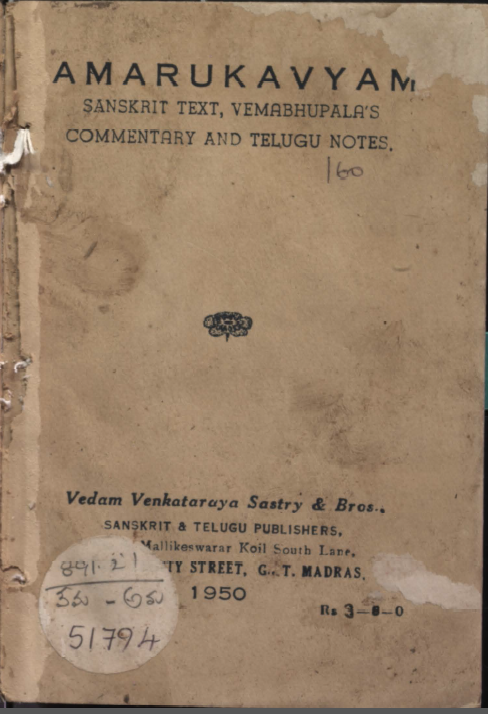 AMARUKAVYAM
SANSKRIT TEXT, VEMABHUPALA'S
COMMENTARY AND TELUGU NOTES.
160
Vedam Venkataraya Sastry & Bros.,
SANSKRIT & TELUGU PUBLISHERS,
Mallikeswarar Koil South Lane,
STREET, G. T. MADRAS.
1950
Rs 3-8-0
891.21
51794